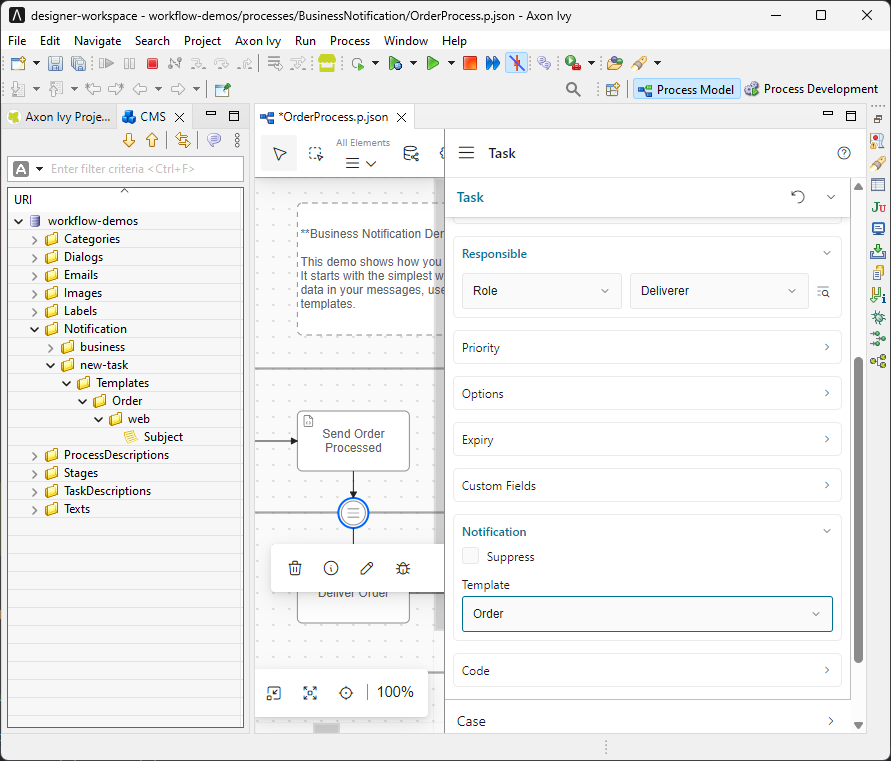 designer-workspace - workflow-demos/processes/BusinessNotification/OrderProcess.p.json - Axon Ivy
File Edit Navigate Search Project Axon Ivy Run Process Window Help
Process Model
Process Development
Axon Ivy Proje...
CMS
*OrderProcess.p.json
Enter filter criteria <Ctrl+F>
URI
workflow-demos
Categories
Dialogs
Emails
Images
Labels
Notification
business
new-task
Templates
Order
web
Subject
ProcessDescriptions
Stages
TaskDescriptions
Texts
All Elements
**Business Notification Der
This demo shows how you
It starts with the simplest w
data in your messages, use
templates.
Send Order
Processed
Deliver Order
100%
Task
Task
Responsible
Role
Deliverer
Priority
Options
Expiry
Custom Fields
Notification
Suppress
Template
Order
Code
Case